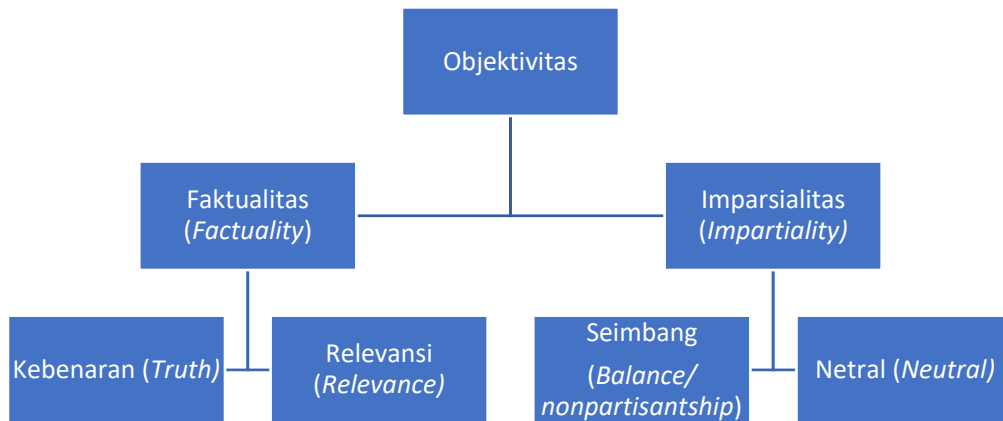 Objektivitas
Faktualitas
(Factuality)
Imparsialitas
(Impartiality)
Kebenaran (Truth)
Relevansi
(Relevance)
Seimbang
(Balance/
nonpartisantship)
Netral (Neutral)